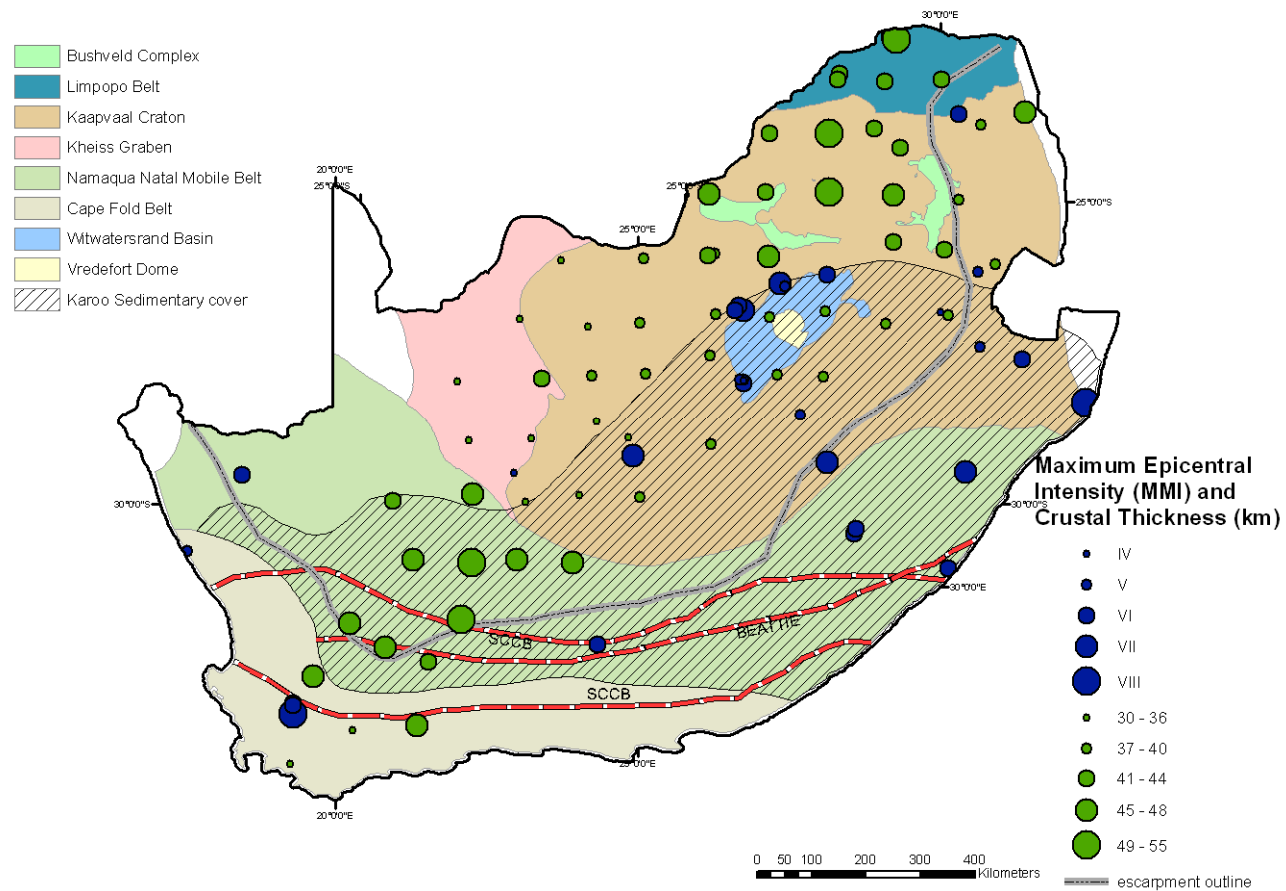 30°0'0"E
Bushveld Complex
Limpopo Belt
Kaapvaal Craton
Kheiss Graben
Namaqua Natal Mobile Belt
Cape Fold Belt
Witwatersrand Basin
Vredefort Dome
Karoo Sedimentary cover
20°0'0"E
25°0'0"S
25°0'0"S
25°0'0"E
30°0'0"S
30°0'0"S
30°0'0"E
SCCB
BEATTIE
SCCB
25°0'0"E
20°0'0"E
Maximum Epicentral
Intensity (MMI) and
Crustal Thickness (km)
IV
V
VI
VII
VIII
30 - 36
37 - 40
41 - 44
45 - 48
49 - 55
escarpment outline
0 50 100 200 300 400
Kilometers